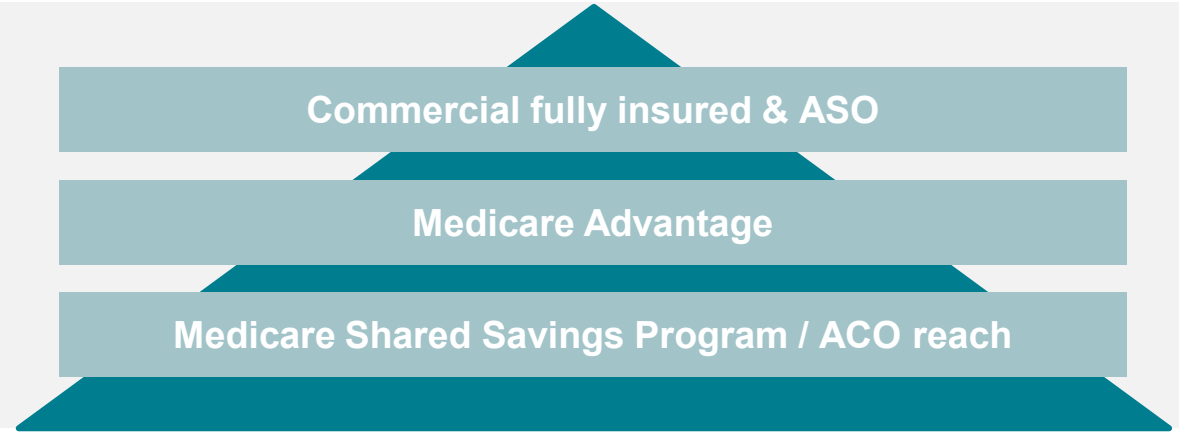 Commercial fully insured & ASO
Medicare Advantage
Medicare Shared Savings Program / ACO reach